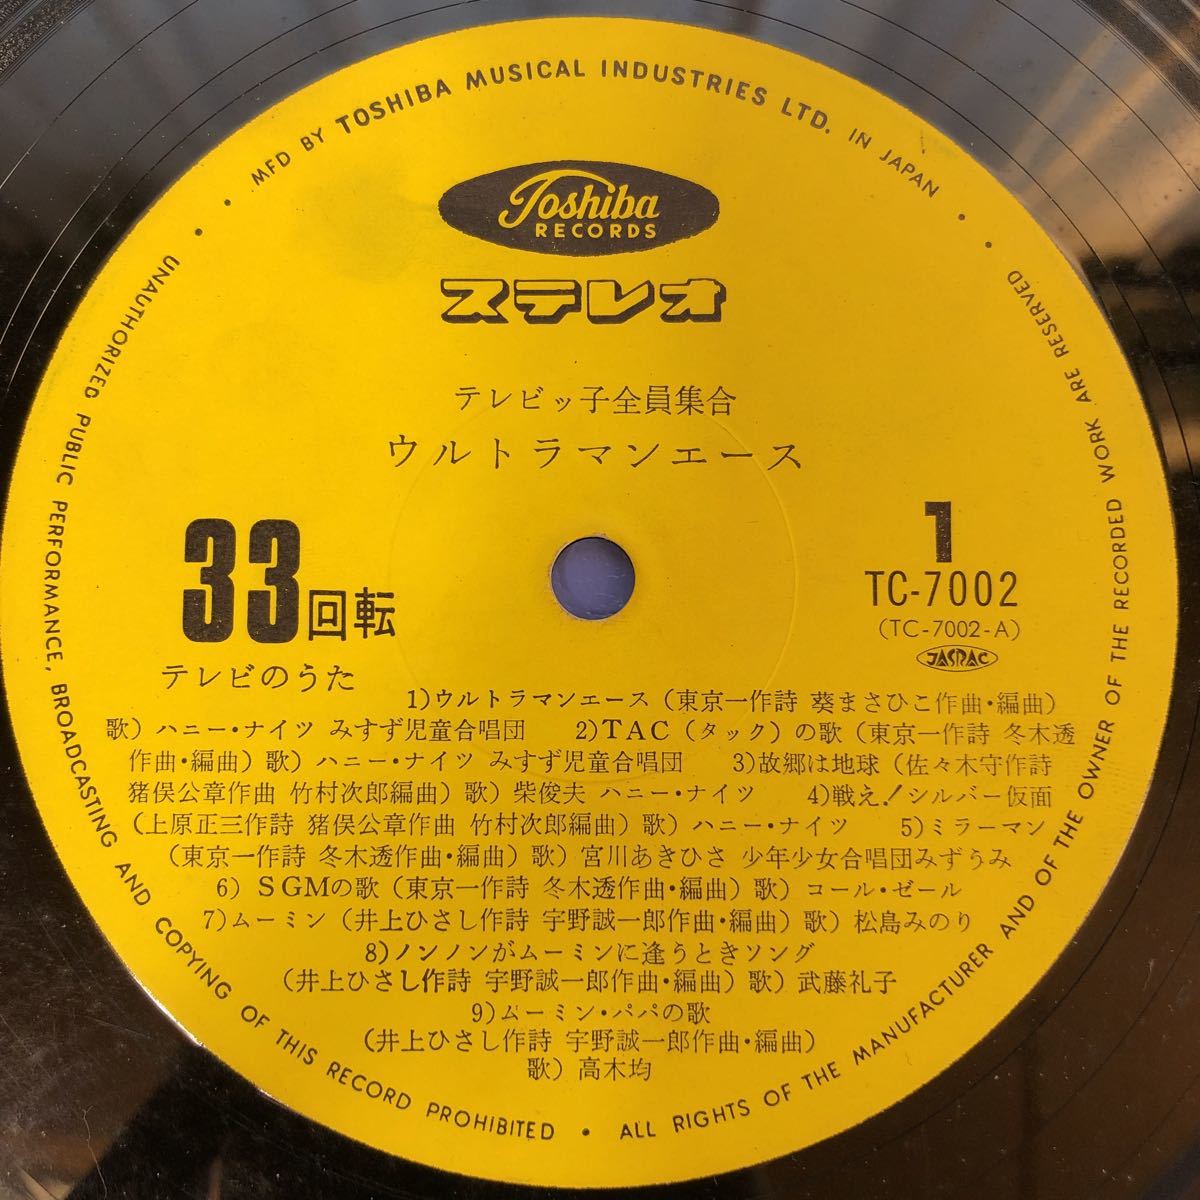 MFD BY TOSHIBA MUSICAL INDUSTRIES LTD. IN JAPAN
Toshiba
RECORDS
ステレオ
テレビッ子全員集合
ウルトラマンエース
33回転
1
TC-7002
(TC-7002-A)
JASRAC
テレビのうた
1)ウルトラマンエース(東京一作詩 葵まさひこ作曲・編曲)
歌)ハニー・ナイツ みすず児童合唱団 2)TAC(タック)の歌(東京一作詩 冬木透
作曲・編曲)歌)ハニー・ナイツ みすず児童合唱団 3)故郷は地球(佐々木守作詩
猪俣公章作曲 竹村次郎編曲)歌)柴俊夫 ハニー・ナイツ 4)戦え!シルバー仮面
(上原正三作詩 猪俣公章作曲 竹村次郎編曲)歌)ハニー・ナイツ 5)ミラーマン
(東京一作詩 冬木透作曲・編曲)歌)宮川あきひさ 少年少女合唱団みずうみ
6) SGMの歌(東京一作詩 冬木透作曲・編曲)歌)コール・ゼール
7)ムーミン(井上ひさし作詩 宇野誠一郎作曲・編曲)歌)松島みのり
8)ノンノンがムーミンに逢うときソング
(井上ひさし作詩 宇野誠一郎作曲・編曲)歌)武藤礼子
9)ムーミン・パパの歌
(井上ひさし作詩 宇野誠一郎作曲・編曲)
歌)高木均
UNAUTHORIZED PUBLIC PERFORMANCE, BROADCASTING AND COPYING OF THIS RECORD PROHIBITED • ALL RIGHTS OF THE MANUFACTURER AND OF THE OWNER OF THE RECORDED WORK ARE RESERVED